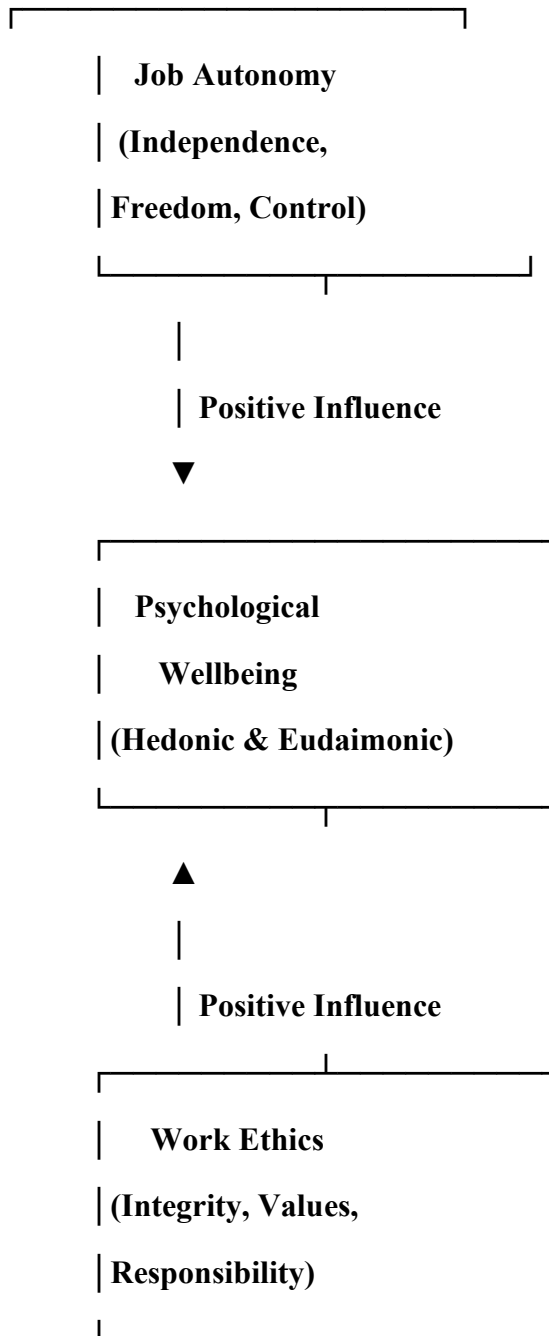 Job Autonomy
(Independence,
Freedom, Control)
Positive Influence
Psychological
Wellbeing
(Hedonic & Eudaimonic)
Positive Influence
Work Ethics
(Integrity, Values,
Responsibility)